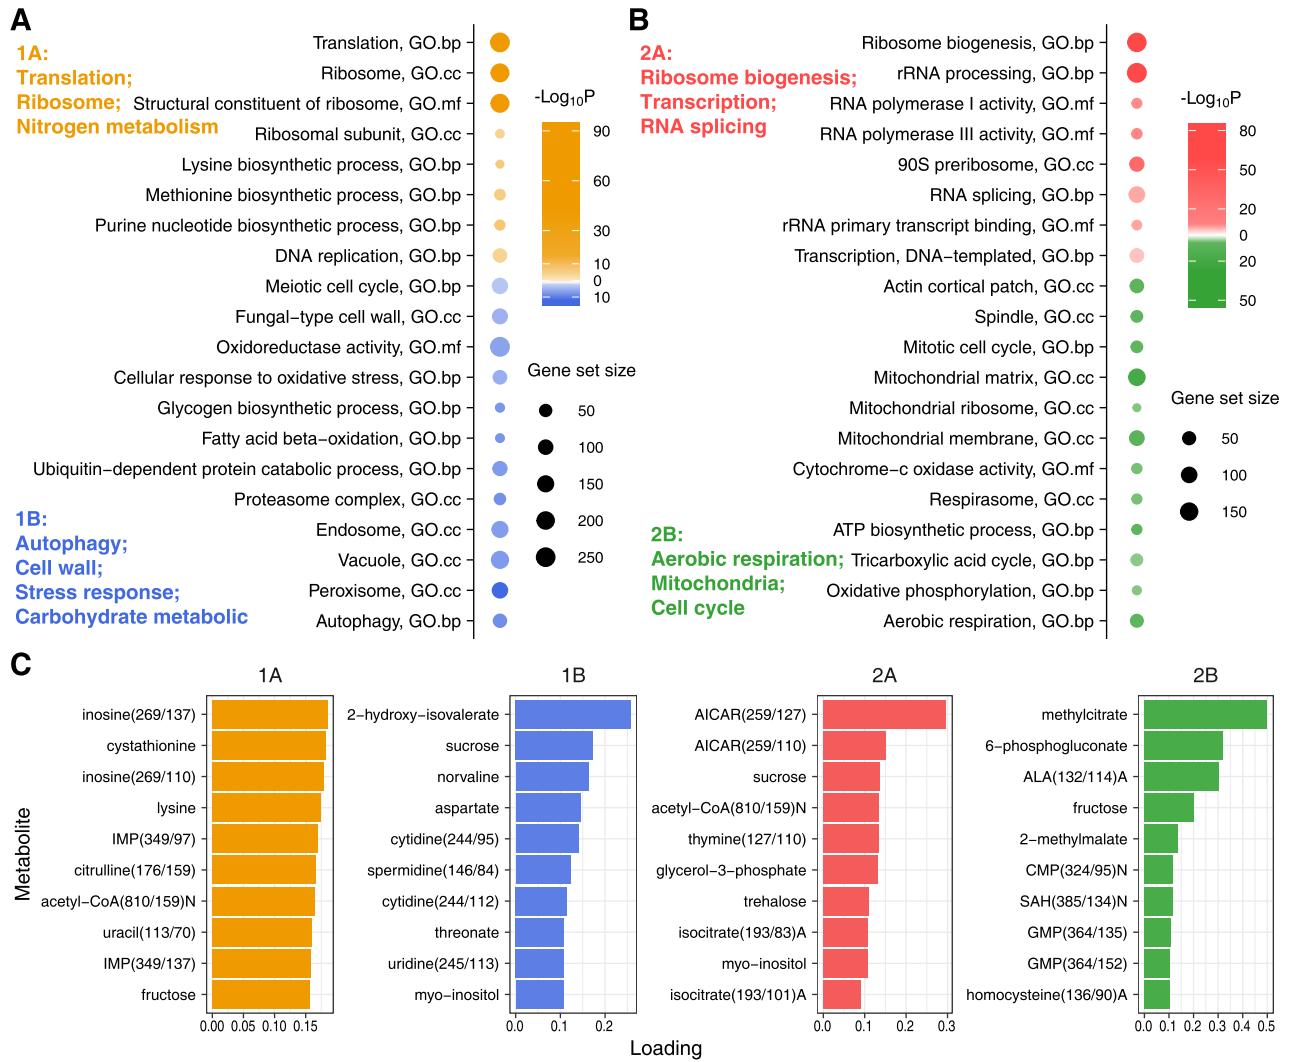 A
1A:
Translation;
Ribosome;
Nitrogen metabolism
Translation, GO.bp
Ribosome, GO.cc
Structural constituent of ribosome, GO.mf
Ribosomal subunit, GO.cc
Lysine biosynthetic process, GO.bp
Methionine biosynthetic process, GO.bp
Purine nucleotide biosynthetic process, GO.bp
DNA replication, GO.bp
Meiotic cell cycle, GO.bp
Fungal−type cell wall, GO.cc
Oxidoreductase activity, GO.mf
Cellular response to oxidative stress, GO.bp
Glycogen biosynthetic process, GO.bp
Fatty acid beta−oxidation, GO.bp
Ubiquitin−dependent protein catabolic process, GO.bp
Proteasome complex, GO.cc
Endosome, GO.cc
Vacuole, GO.cc
Peroxisome, GO.cc
Autophagy, GO.bp
1B:
Autophagy;
Cell wall;
Stress response;
Carbohydrate metabolic
-Log10P
90
60
30
10
0
10
Gene set size
50
100
150
200
250
B
2A:
Ribosome biogenesis;
Transcription;
RNA splicing
Ribosome biogenesis, GO.bp
rRNA processing, GO.bp
RNA polymerase I activity, GO.mf
RNA polymerase III activity, GO.mf
90S preribosome, GO.cc
RNA splicing, GO.bp
rRNA primary transcript binding, GO.mf
Transcription, DNA−templated, GO.bp
Actin cortical patch, GO.cc
Spindle, GO.cc
Mitotic cell cycle, GO.bp
Mitochondrial matrix, GO.cc
Mitochondrial ribosome, GO.cc
Mitochondrial membrane, GO.cc
Cytochrome−c oxidase activity, GO.mf
Respirasome, GO.cc
ATP biosynthetic process, GO.bp
Tricarboxylic acid cycle, GO.bp
Oxidative phosphorylation, GO.bp
Aerobic respiration, GO.bp
2B:
Aerobic respiration;
Mitochondria;
Cell cycle
-Log10P
80
50
20
0
20
50
Gene set size
50
100
150
C
Metabolite
1A
inosine(269/137)
cystathionine
inosine(269/110)
lysine
IMP(349/97)
citrulline(176/159)
acetyl−CoA(810/159)N
uracil(113/70)
IMP(349/137)
fructose
0.00 0.05 0.10 0.15
1B
2−hydroxy−isovalerate
sucrose
norvaline
aspartate
cytidine(244/95)
spermidine(146/84)
cytidine(244/112)
threonate
uridine(245/113)
myo−inositol
0.0 0.1 0.2
2A
AICAR(259/127)
AICAR(259/110)
sucrose
acetyl−CoA(810/159)N
thymine(127/110)
glycerol−3−phosphate
trehalose
isocitrate(193/83)A
myo−inositol
isocitrate(193/101)A
0.0 0.1 0.2 0.3
2B
methylcitrate
6−phosphogluconate
ALA(132/114)A
fructose
2−methylmalate
CMP(324/95)N
SAH(385/134)N
GMP(364/135)
GMP(364/152)
homocysteine(136/90)A
0.0 0.1 0.2 0.3 0.4 0.5
Loading